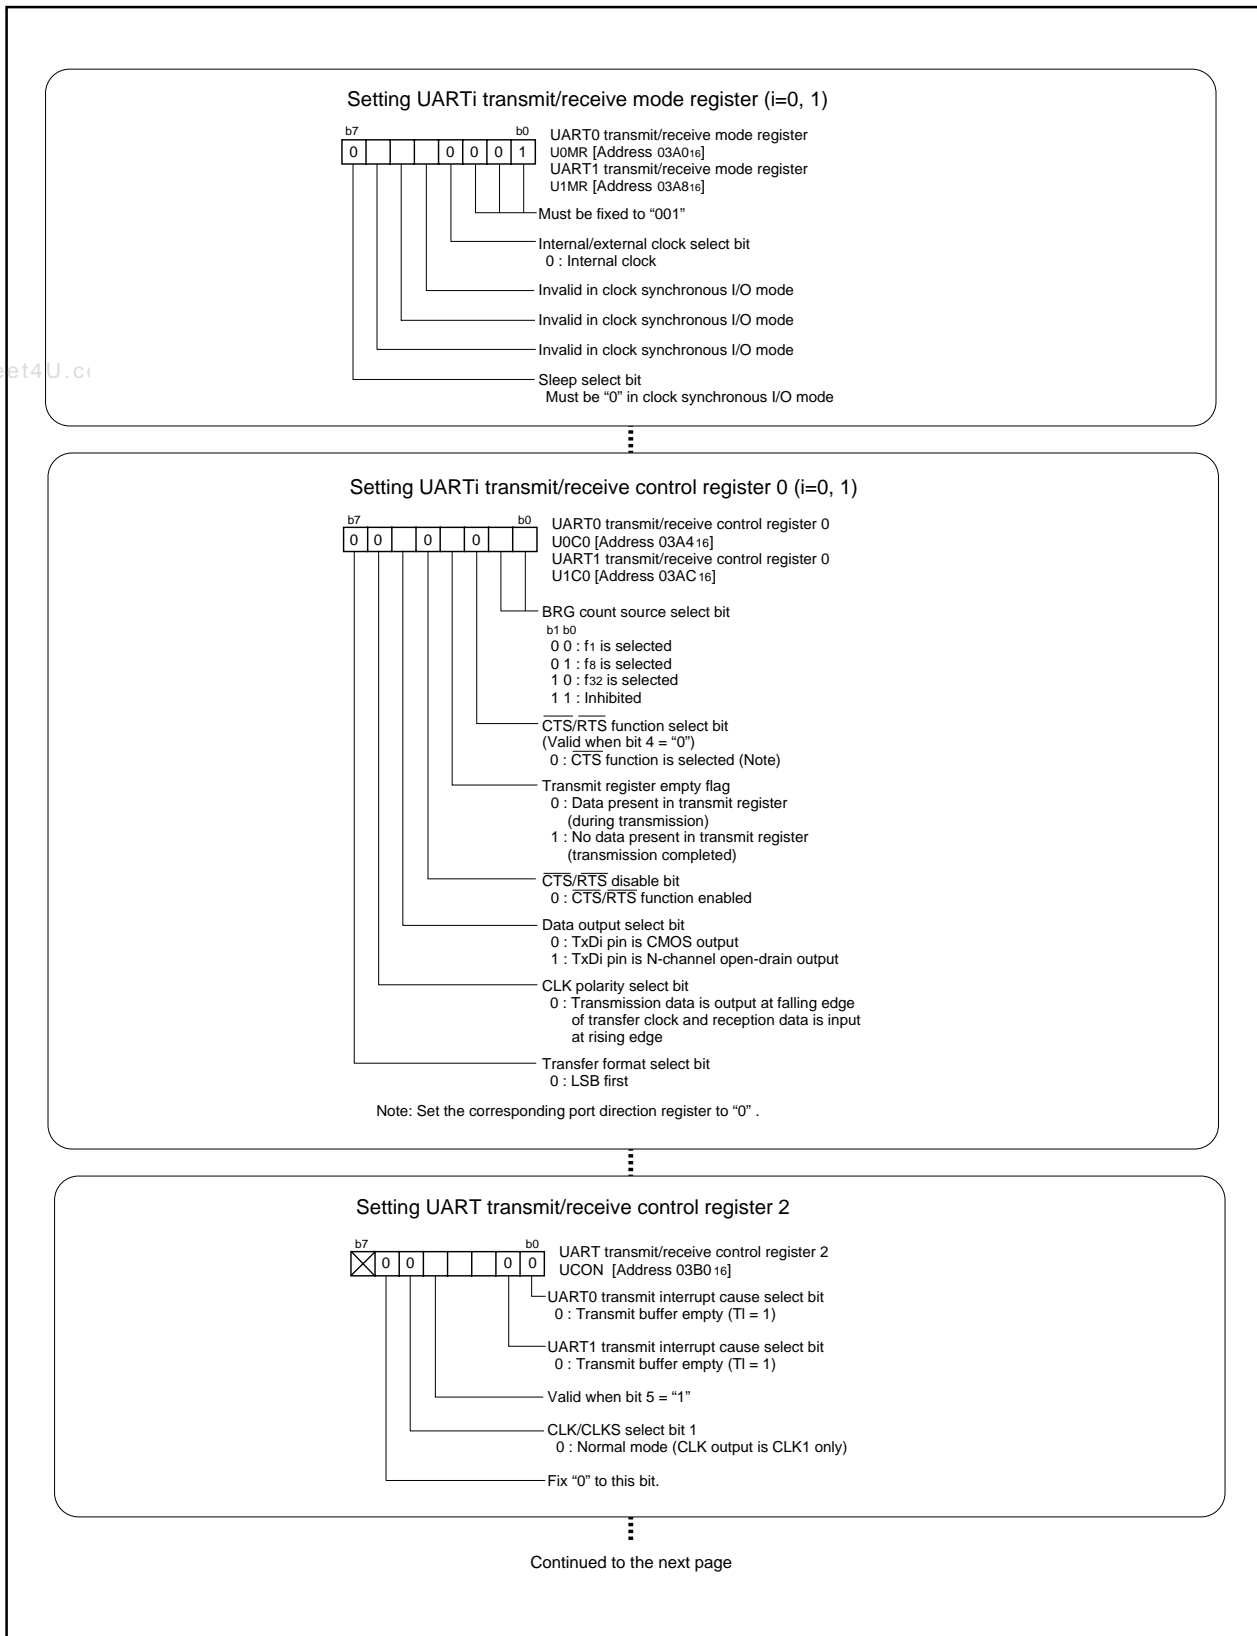 Setting UARTi transmit/receive mode register (i=0, 1)
b7 b0
0 0 0 0 1
UART0 transmit/receive mode register
U0MR [Address 03A016]
UART1 transmit/receive mode register
U1MR [Address 03A816]
Must be fixed to “001”
Internal/external clock select bit
0 : Internal clock
Invalid in clock synchronous I/O mode
Invalid in clock synchronous I/O mode
Invalid in clock synchronous I/O mode
eet4U.c
Sleep select bit
Must be “0” in clock synchronous I/O mode
Setting UARTi transmit/receive control register 0 (i=0, 1)
b7 b0
0 0 0 0
UART0 transmit/receive control register 0
U0C0 [Address 03A416]
UART1 transmit/receive control register 0
U1C0 [Address 03AC16]
BRG count source select bit
b1 b0
0 0 : f1 is selected
0 1 : f8 is selected
1 0 : f32 is selected
1 1 : Inhibited
CTS/RTS function select bit
(Valid when bit 4 = “0”)
0 : CTS function is selected (Note)
Transmit register empty flag
0 : Data present in transmit register
(during transmission)
1 : No data present in transmit register
(transmission completed)
CTS/RTS disable bit
0 : CTS/RTS function enabled
Data output select bit
0 : TxDi pin is CMOS output
1 : TxDi pin is N-channel open-drain output
CLK polarity select bit
0 : Transmission data is output at falling edge
of transfer clock and reception data is input
at rising edge
Transfer format select bit
0 : LSB first
Note: Set the corresponding port direction register to “0” .
Setting UART transmit/receive control register 2
b7 b0
0 0 0 0
UART transmit/receive control register 2
UCON [Address 03B016]
UART0 transmit interrupt cause select bit
0 : Transmit buffer empty (TI = 1)
UART1 transmit interrupt cause select bit
0 : Transmit buffer empty (TI = 1)
Valid when bit 5 = “1”
CLK/CLKS select bit 1
0 : Normal mode (CLK output is CLK1 only)
Fix “0” to this bit.
Continued to the next page